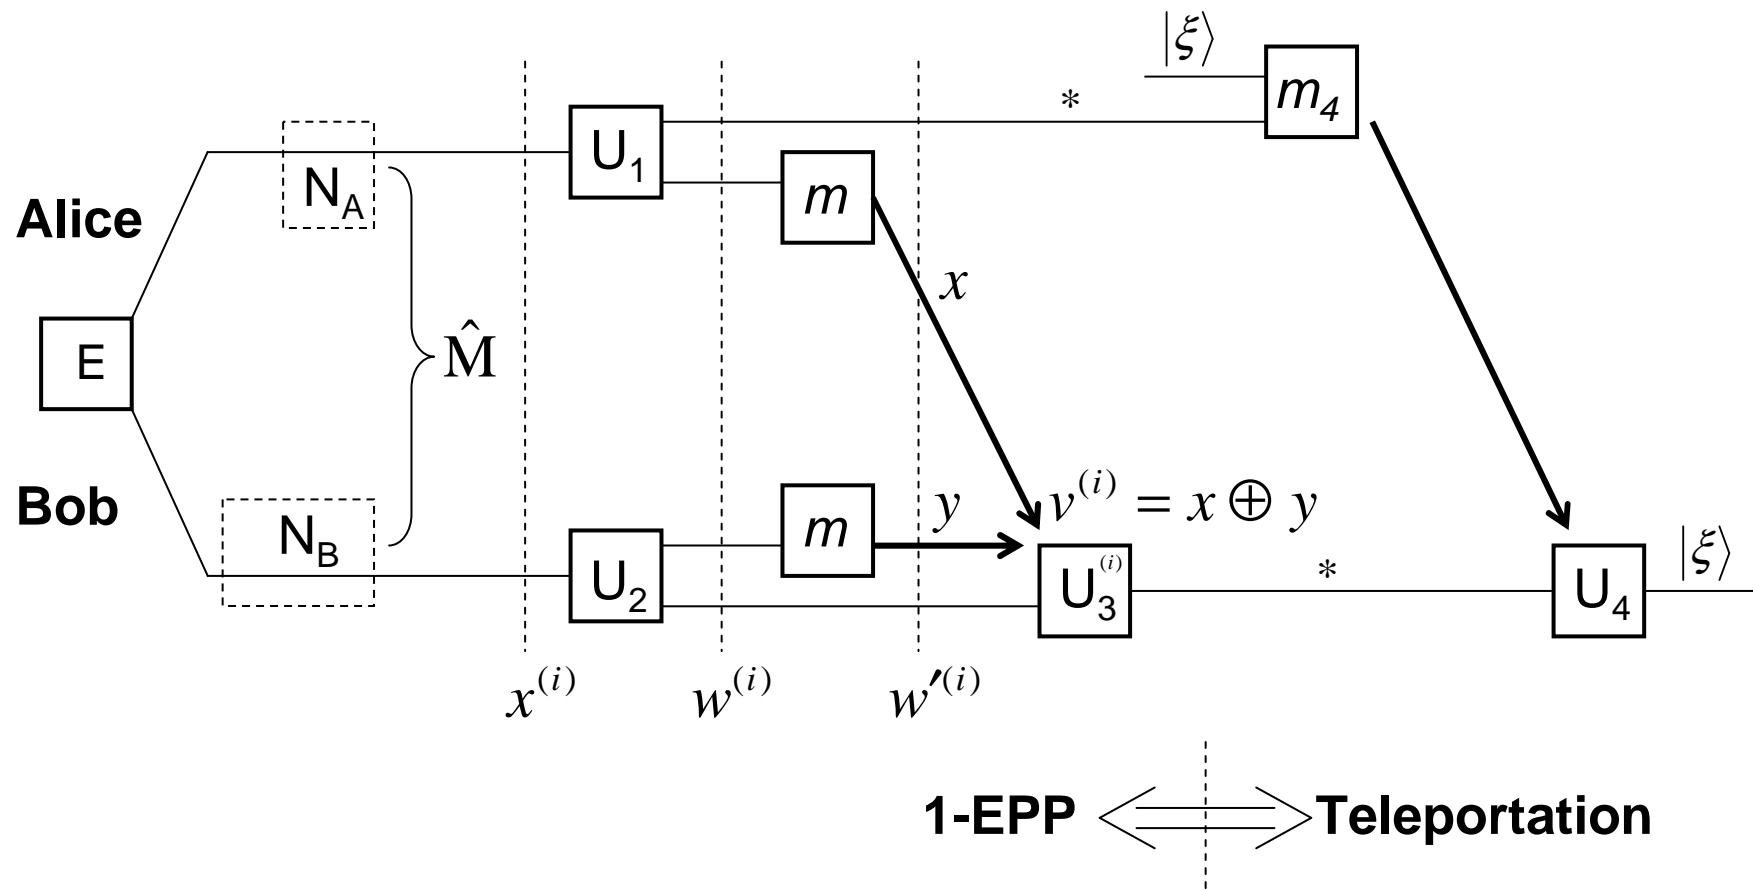 |ξ⟩
m₄
*
U₁
N_A
m
Alice
x
M̂
E
Bob
N_B
y
v⁽ⁱ⁾ = x ⊕ y
m
U₂
U₃⁽ⁱ⁾
*
U₄
|ξ⟩
x⁽ⁱ⁾
w⁽ⁱ⁾
w′⁽ⁱ⁾
1-EPP
Teleportation